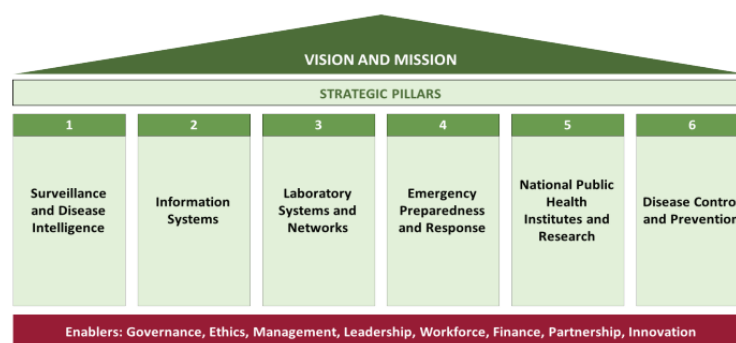 VISION AND MISSION
STRATEGIC PILLARS
1
Surveillance
and Disease
Intelligence
2
Information
Systems
3
Laboratory
Systems and
Networks
4
Emergency
Preparedness
and Response
5
National Public
Health
Institutes and
Research
6
Disease Contro
and Prevention
Enablers: Governance, Ethics, Management, Leadership, Workforce, Finance, Partnership, Innovation